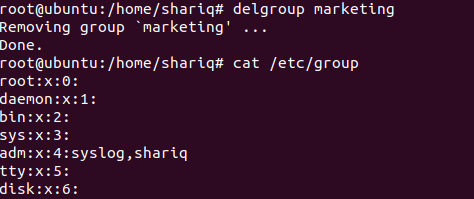 root@ubuntu:/home/shariq# delgroup marketing
Removing group `marketing' ...
Done.
root@ubuntu:/home/shariq# cat /etc/group
root:x:0:
daemon:x:1:
bin:x:2:
sys:x:3:
adm:x:4:syslog,shariq
tty:x:5:
disk:x:6: